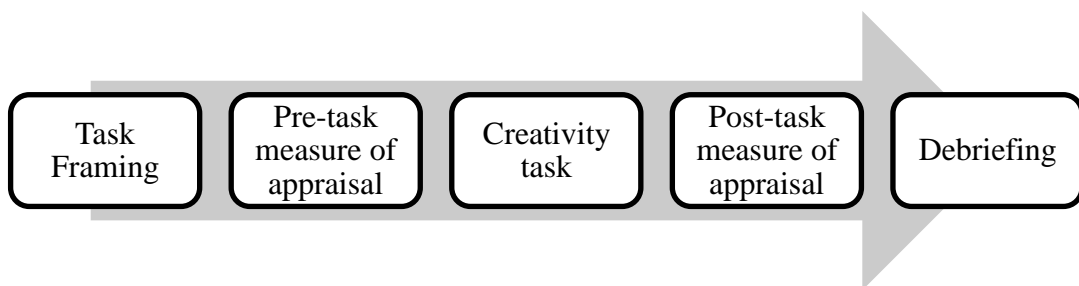 Task
Framing
Pre-task
measure of
appraisal
Creativity
task
Post-task
measure of
appraisal
Debriefing